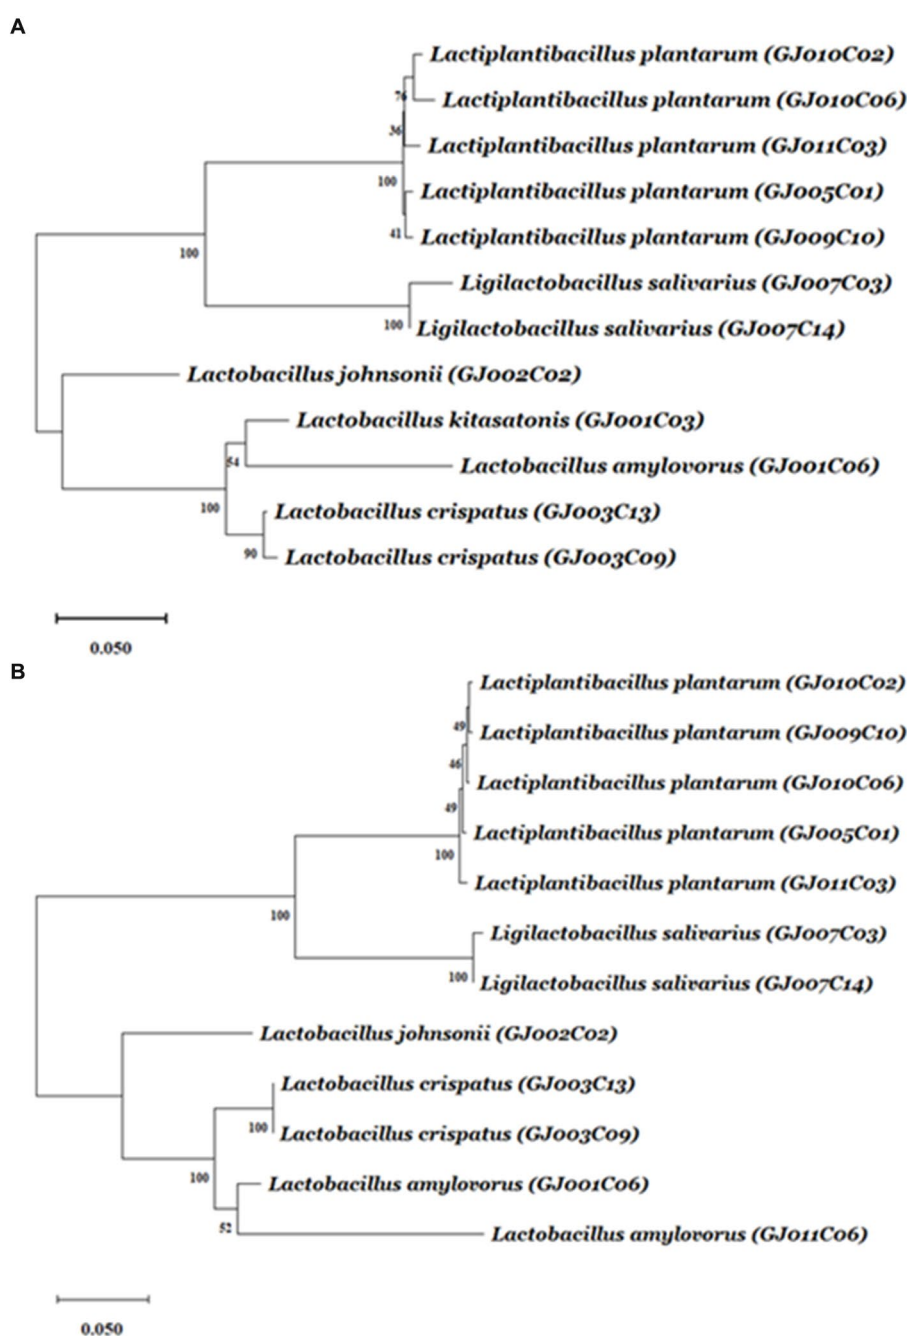 A
Lactiplantibacillus plantarum (GJ010C02)
76
Lactiplantibacillus plantarum (GJ010C06)
36
Lactiplantibacillus plantarum (GJ011C03)
100
Lactiplantibacillus plantarum (GJ005C01)
41
Lactiplantibacillus plantarum (GJ009C10)
100
Ligilactobacillus salivarius (GJ007C03)
100
Ligilactobacillus salivarius (GJ007C14)
Lactobacillus johnsonii (GJ002C02)
Lactobacillus kitasatonis (GJ001C03)
54
Lactobacillus amylovorus (GJ001C06)
100
Lactobacillus crispatus (GJ003C13)
90
Lactobacillus crispatus (GJ003C09)
0.050
B
Lactiplantibacillus plantarum (GJ010C02)
49
Lactiplantibacillus plantarum (GJ009C10)
46
Lactiplantibacillus plantarum (GJ010C06)
49
Lactiplantibacillus plantarum (GJ005C01)
100
Lactiplantibacillus plantarum (GJ011C03)
100
Ligilactobacillus salivarius (GJ007C03)
100
Ligilactobacillus salivarius (GJ007C14)
Lactobacillus johnsonii (GJ002C02)
Lactobacillus crispatus (GJ003C13)
100
Lactobacillus crispatus (GJ003C09)
100
Lactobacillus amylovorus (GJ001C06)
52
Lactobacillus amylovorus (GJ011C06)
0.050